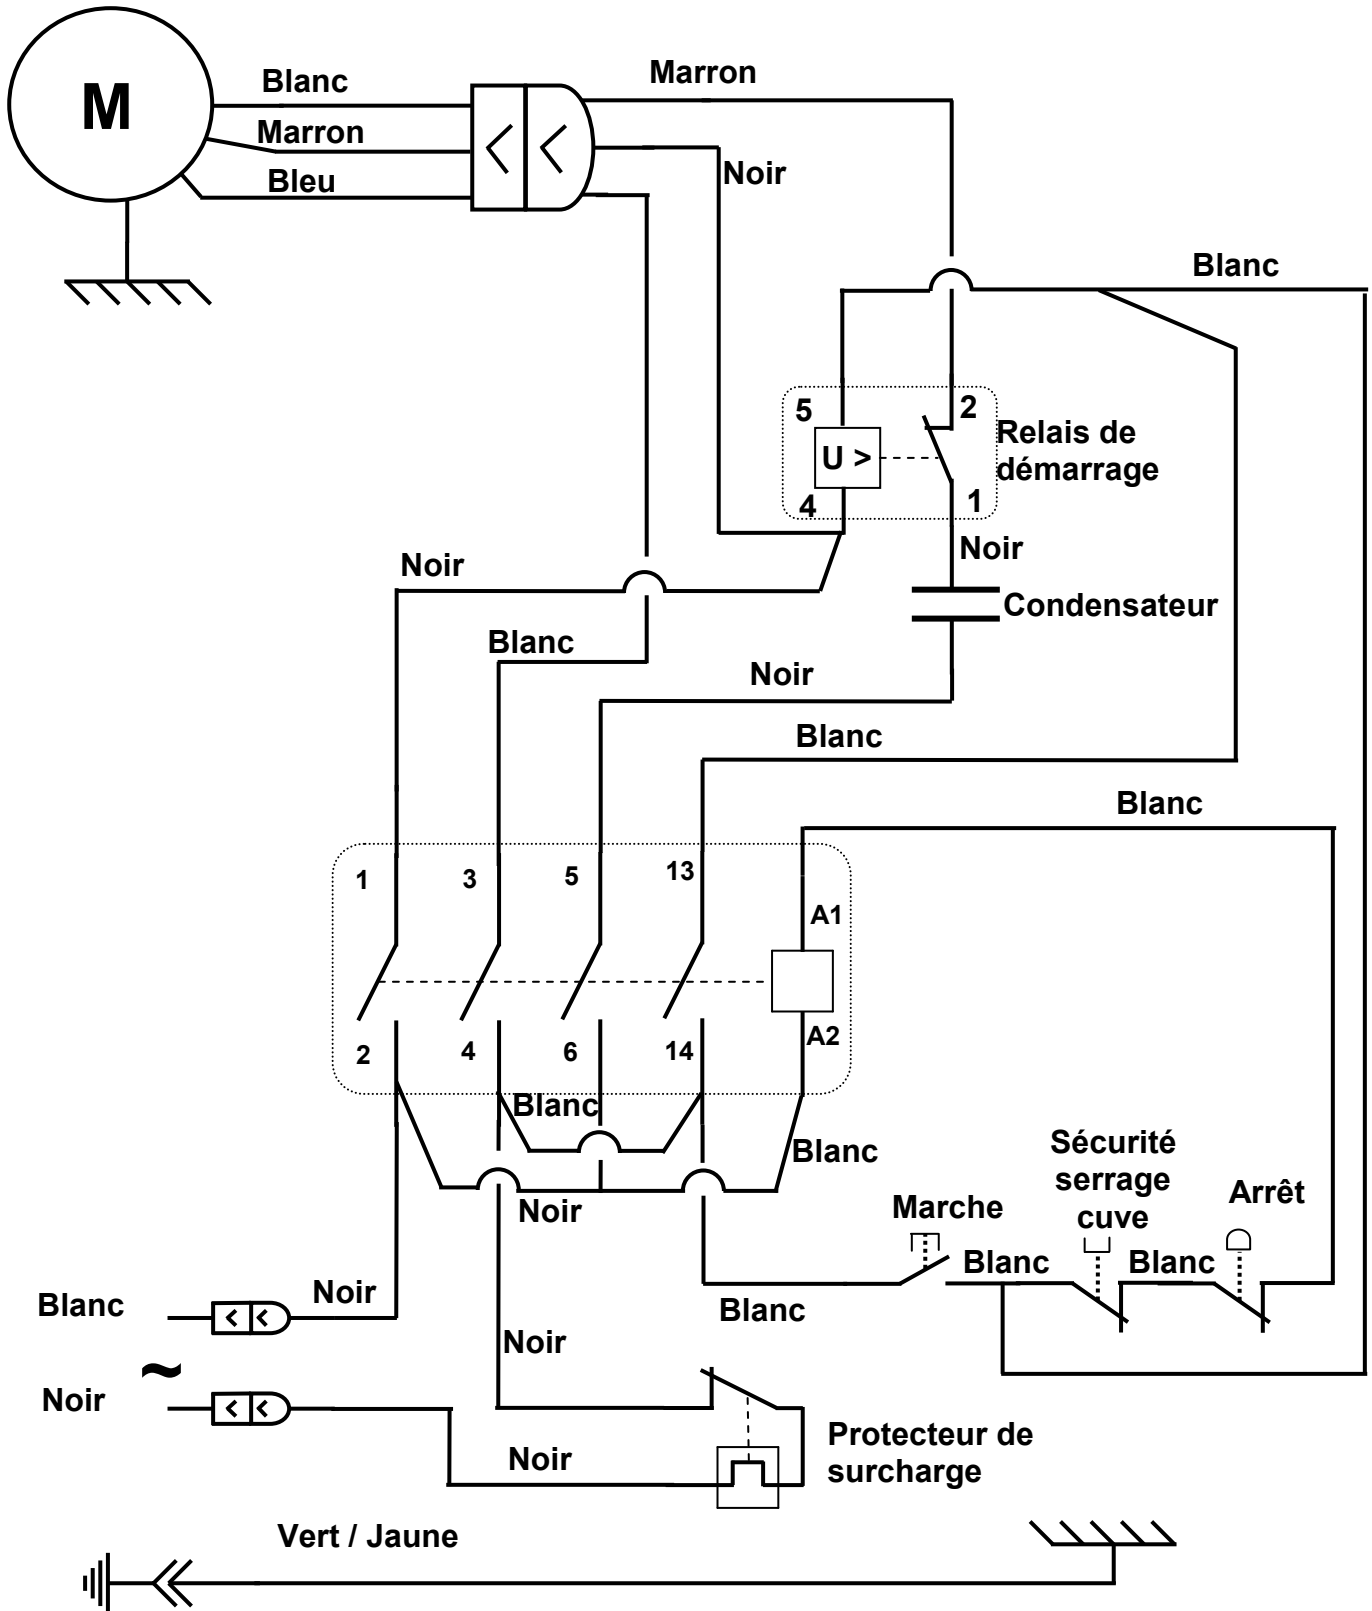 Marron
Blanc
M
Marron
Bleu
Noir
Blanc
5
2
Relais de
démarrage
U >
4
1
Noir
Noir
Condensateur
Blanc
Noir
Blanc
Blanc
1
3
5
13
A1
2
4
6
14
A2
Blanc
Blanc
Sécurité
serrage
cuve
Arrêt
Marche
Noir
Blanc
Blanc
Blanc
Noir
Blanc
Noir
~
Noir
Protecteur de
surcharge
Noir
Vert / Jaune